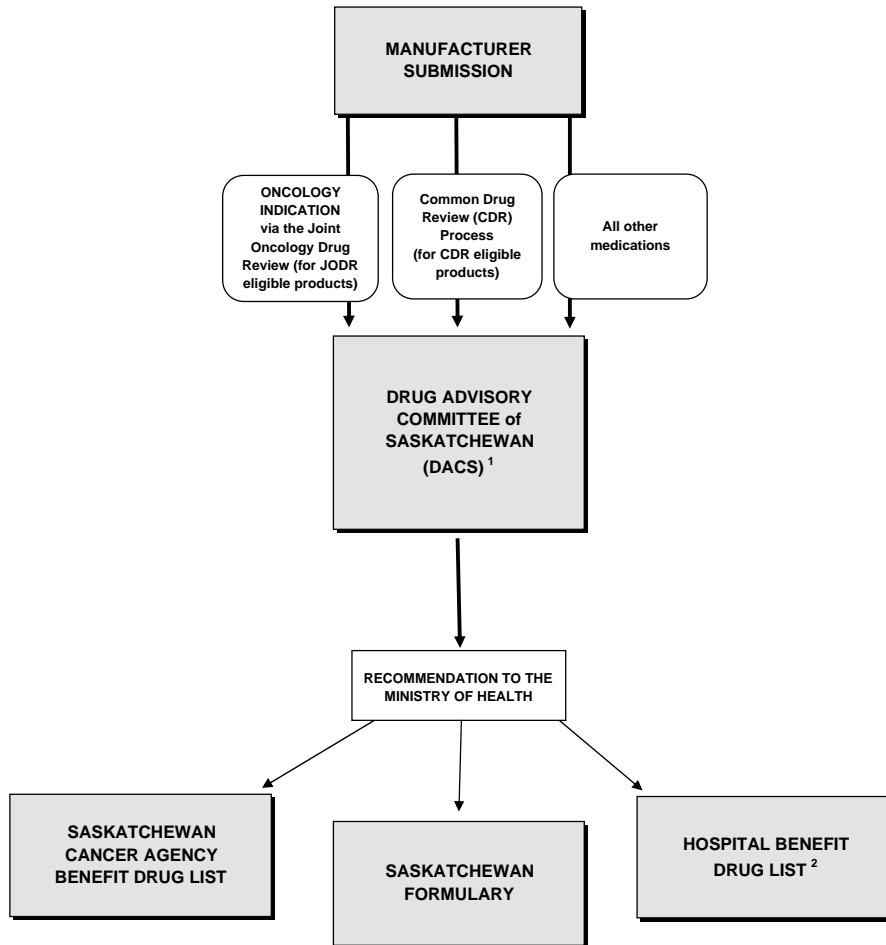 MANUFACTURER
SUBMISSION
ONCOLOGY
INDICATION
via the Joint
Oncology Drug
Review (for JODR
eligible products)
Common Drug
Review (CDR)
Process
(for CDR eligible
products)
All other
medications
DRUG ADVISORY
COMMITTEE of
SASKATCHEWAN
(DACS) 1
RECOMMENDATION TO THE
MINISTRY OF HEALTH
SASKATCHEWAN
CANCER AGENCY
BENEFIT DRUG LIST
SASKATCHEWAN
FORMULARY
HOSPITAL BENEFIT
DRUG LIST 2